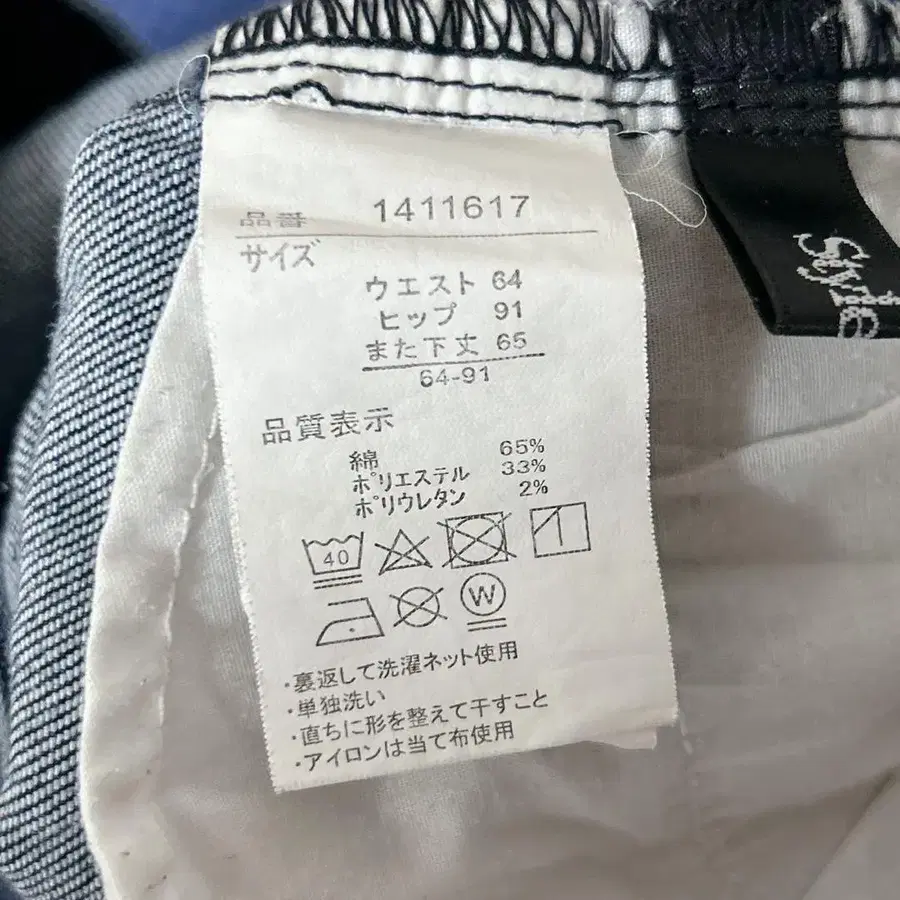 品番 1411617
サイズ
ウエスト 64
ヒップ 91
また下丈 65
64-91
品質表示
綿 65%
ポリエステル 33%
ポリウレタン 2%
40
W
・裏返して洗濯ネット使用
・単独洗い
・直ちに形を整えて干すこと
・アイロンは当て布使用
Style